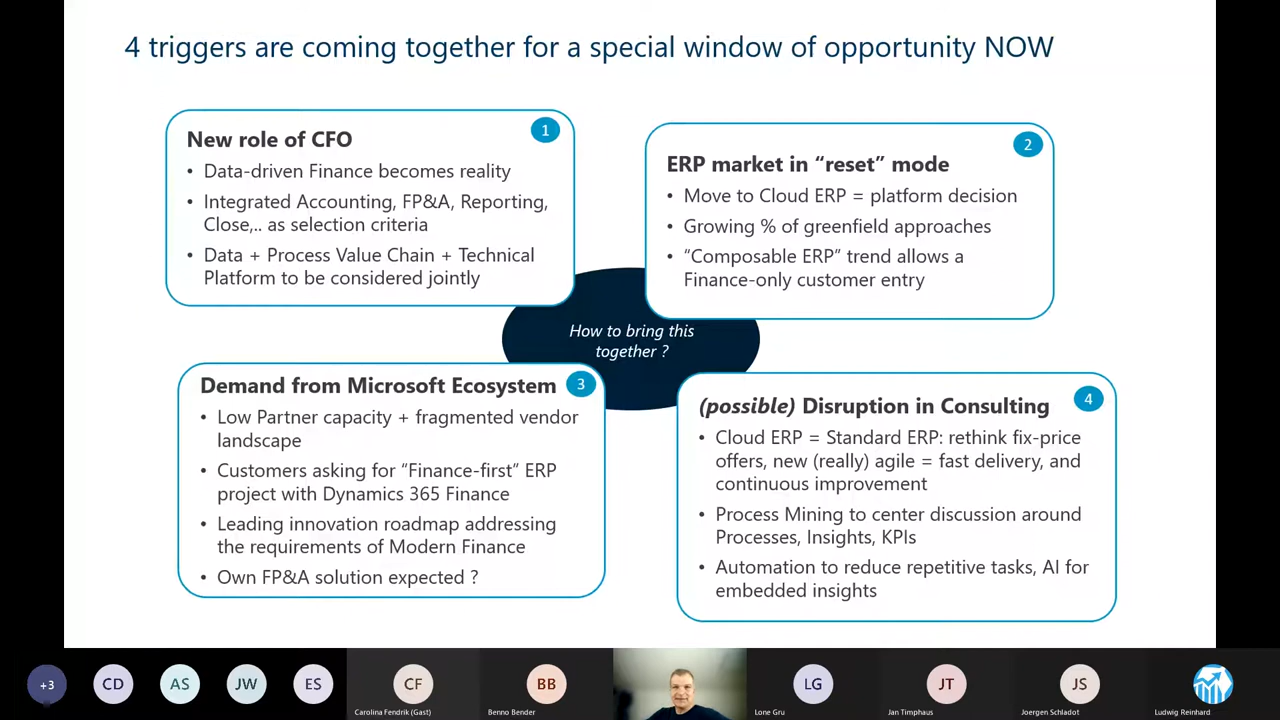 4 triggers are coming together for a special window of opportunity NOW
1
New role of CFO
• Data-driven Finance becomes reality
• Integrated Accounting, FP&A, Reporting,
Close,.. as selection criteria
• Data + Process Value Chain + Technical
Platform to be considered jointly
2
ERP market in “reset” mode
• Move to Cloud ERP = platform decision
• Growing % of greenfield approaches
• “Composable ERP” trend allows a
Finance-only customer entry
How to bring this
together ?
Demand from Microsoft Ecosystem
3
• Low Partner capacity + fragmented vendor
landscape
• Customers asking for “Finance-first” ERP
project with Dynamics 365 Finance
• Leading innovation roadmap addressing
the requirements of Modern Finance
• Own FP&A solution expected ?
4
(possible) Disruption in Consulting
• Cloud ERP = Standard ERP: rethink fix-price
offers, new (really) agile = fast delivery, and
continuous improvement
• Process Mining to center discussion around
Processes, Insights, KPIs
• Automation to reduce repetitive tasks, AI for
embedded insights
+3
CD
AS
JW
ES
CF
Carolina Fendrik (Gast)
BB
Benno Bender
LG
Lone Gru
JT
Jan Timphaus
JS
Joergen Schladot
Ludwig Reinhard